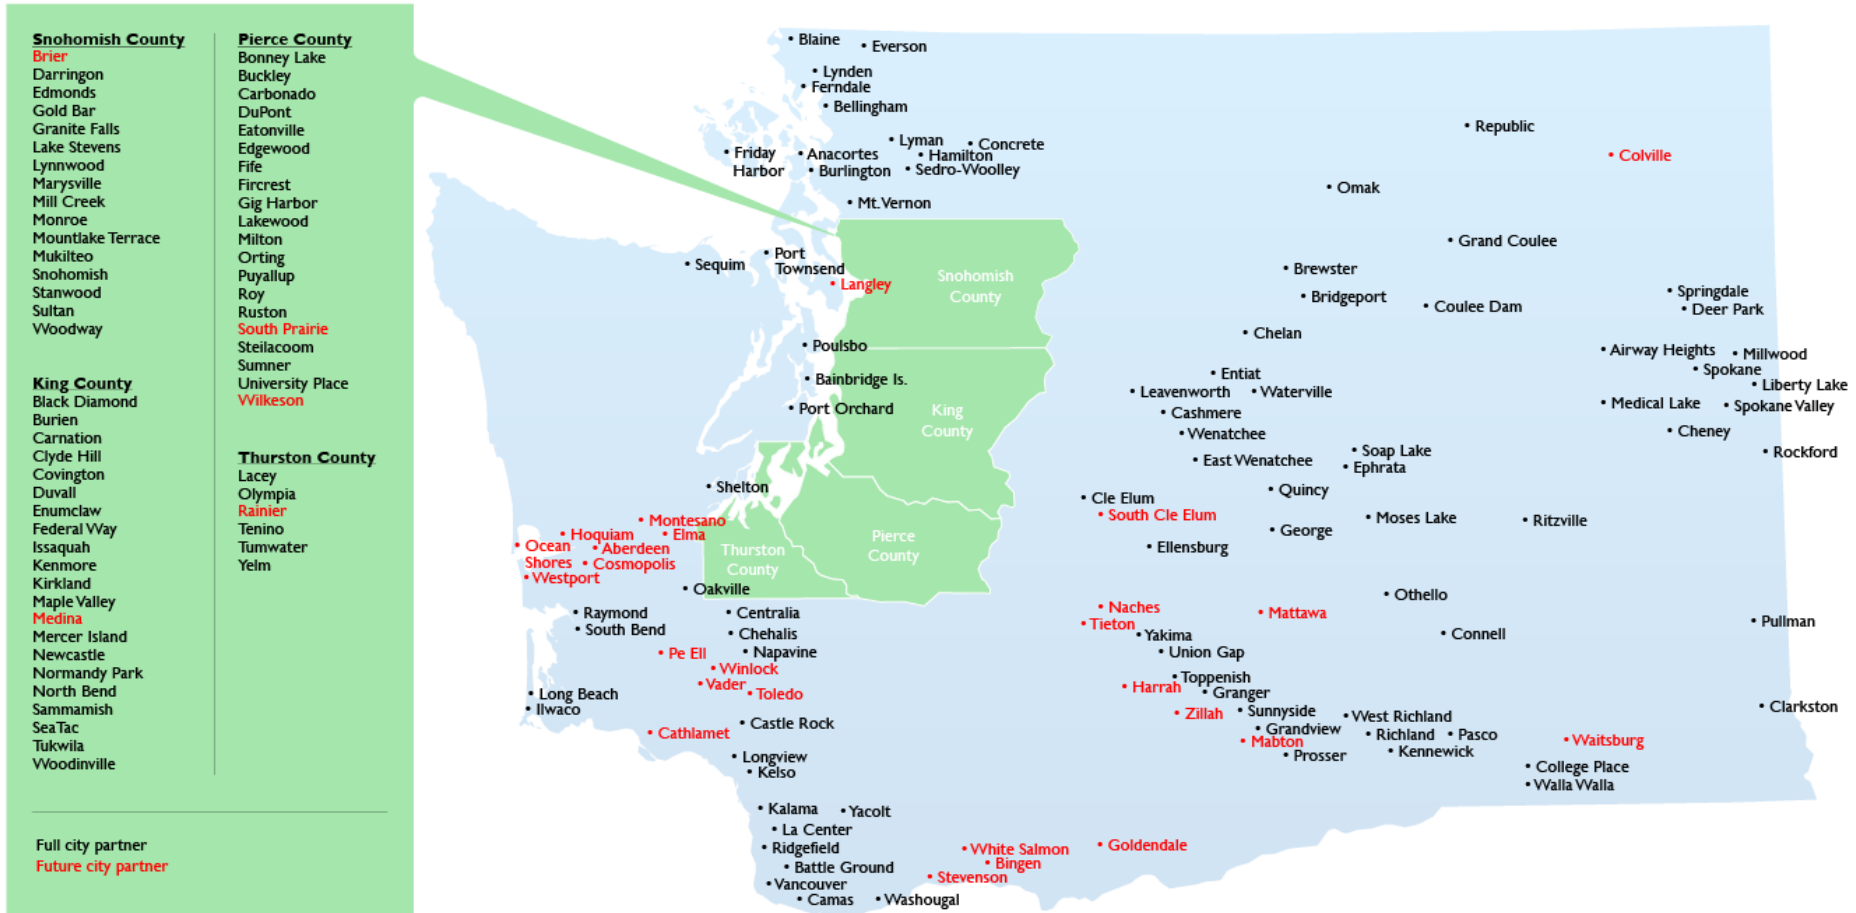 Snohomish County
Brier
Darringon
Edmonds
Gold Bar
Granite Falls
Lake Stevens
Lynnwood
Marysville
Mill Creek
Monroe
Mountlake Terrace
Mukilteo
Snohomish
Stanwood
Sultan
Woodway
King County
Black Diamond
Burien
Carnation
Clyde Hill
Covington
Duvall
Enumclaw
Federal Way
Issaquah
Kenmore
Kirkland
Maple Valley
Medina
Mercer Island
Newcastle
Normandy Park
North Bend
Sammamish
SeaTac
Tukwila
Woodinville
Pierce County
Bonney Lake
Buckley
Carbonado
DuPont
Eatonville
Edgewood
Fife
Fircrest
Gig Harbor
Lakewood
Milton
Orting
Puyallup
Roy
Ruston
South Prairie
Steilacoom
Sumner
University Place
Wilkeson
Thurston County
Lacey
Olympia
Rainier
Tenino
Tumwater
Yelm
Full city partner
Future city partner
Blaine
Everson
Lynden
Ferndale
Bellingham
Lyman
Concrete
Hamilton
Sedro-Woolley
Friday
Harbor
Anacortes
Burlington
Mt. Vernon
Republic
Colville
Omak
Grand Coulee
Sequim
Port
Townsend
Langley
Snohomish
County
Brewster
Bridgeport
Coulee Dam
Springdale
Deer Park
Chelan
Poulsbo
Airway Heights
Millwood
Spokane
Bainbridge Is.
Entiat
Liberty Lake
Leavenworth
Waterville
Port Orchard
King
County
Cashmere
Medical Lake
Spokane Valley
Wenatchee
Cheney
East Wenatchee
Soap Lake
Ephrata
Rockford
Shelton
Cle Elum
Quincy
South Cle Elum
Moses Lake
Ritzville
George
Montesano
Hoquiam
Elma
Ocean
Shores
Aberdeen
Cosmopolis
Westport
Thurston
County
Pierce
County
Ellensburg
Oakville
Othello
Raymond
South Bend
Centralia
Chehalis
Napavine
Naches
Tieton
Mattawa
Yakima
Connell
Pullman
Union Gap
Pe Ell
Winlock
Vader
Toledo
Toppenish
Harrah
Granger
Long Beach
Ilwaco
Zillah
Sunnyside
West Richland
Clarkston
Castle Rock
Cathlamet
Grandview
Richland
Pasco
Mabton
Kennewick
Waitsburg
Prosser
Longview
Kelso
College Place
Walla Walla
Kalama
Yacolt
La Center
Ridgefield
White Salmon
Goldendale
Battle Ground
Bingen
Stevenson
Vancouver
Camas
Washougal